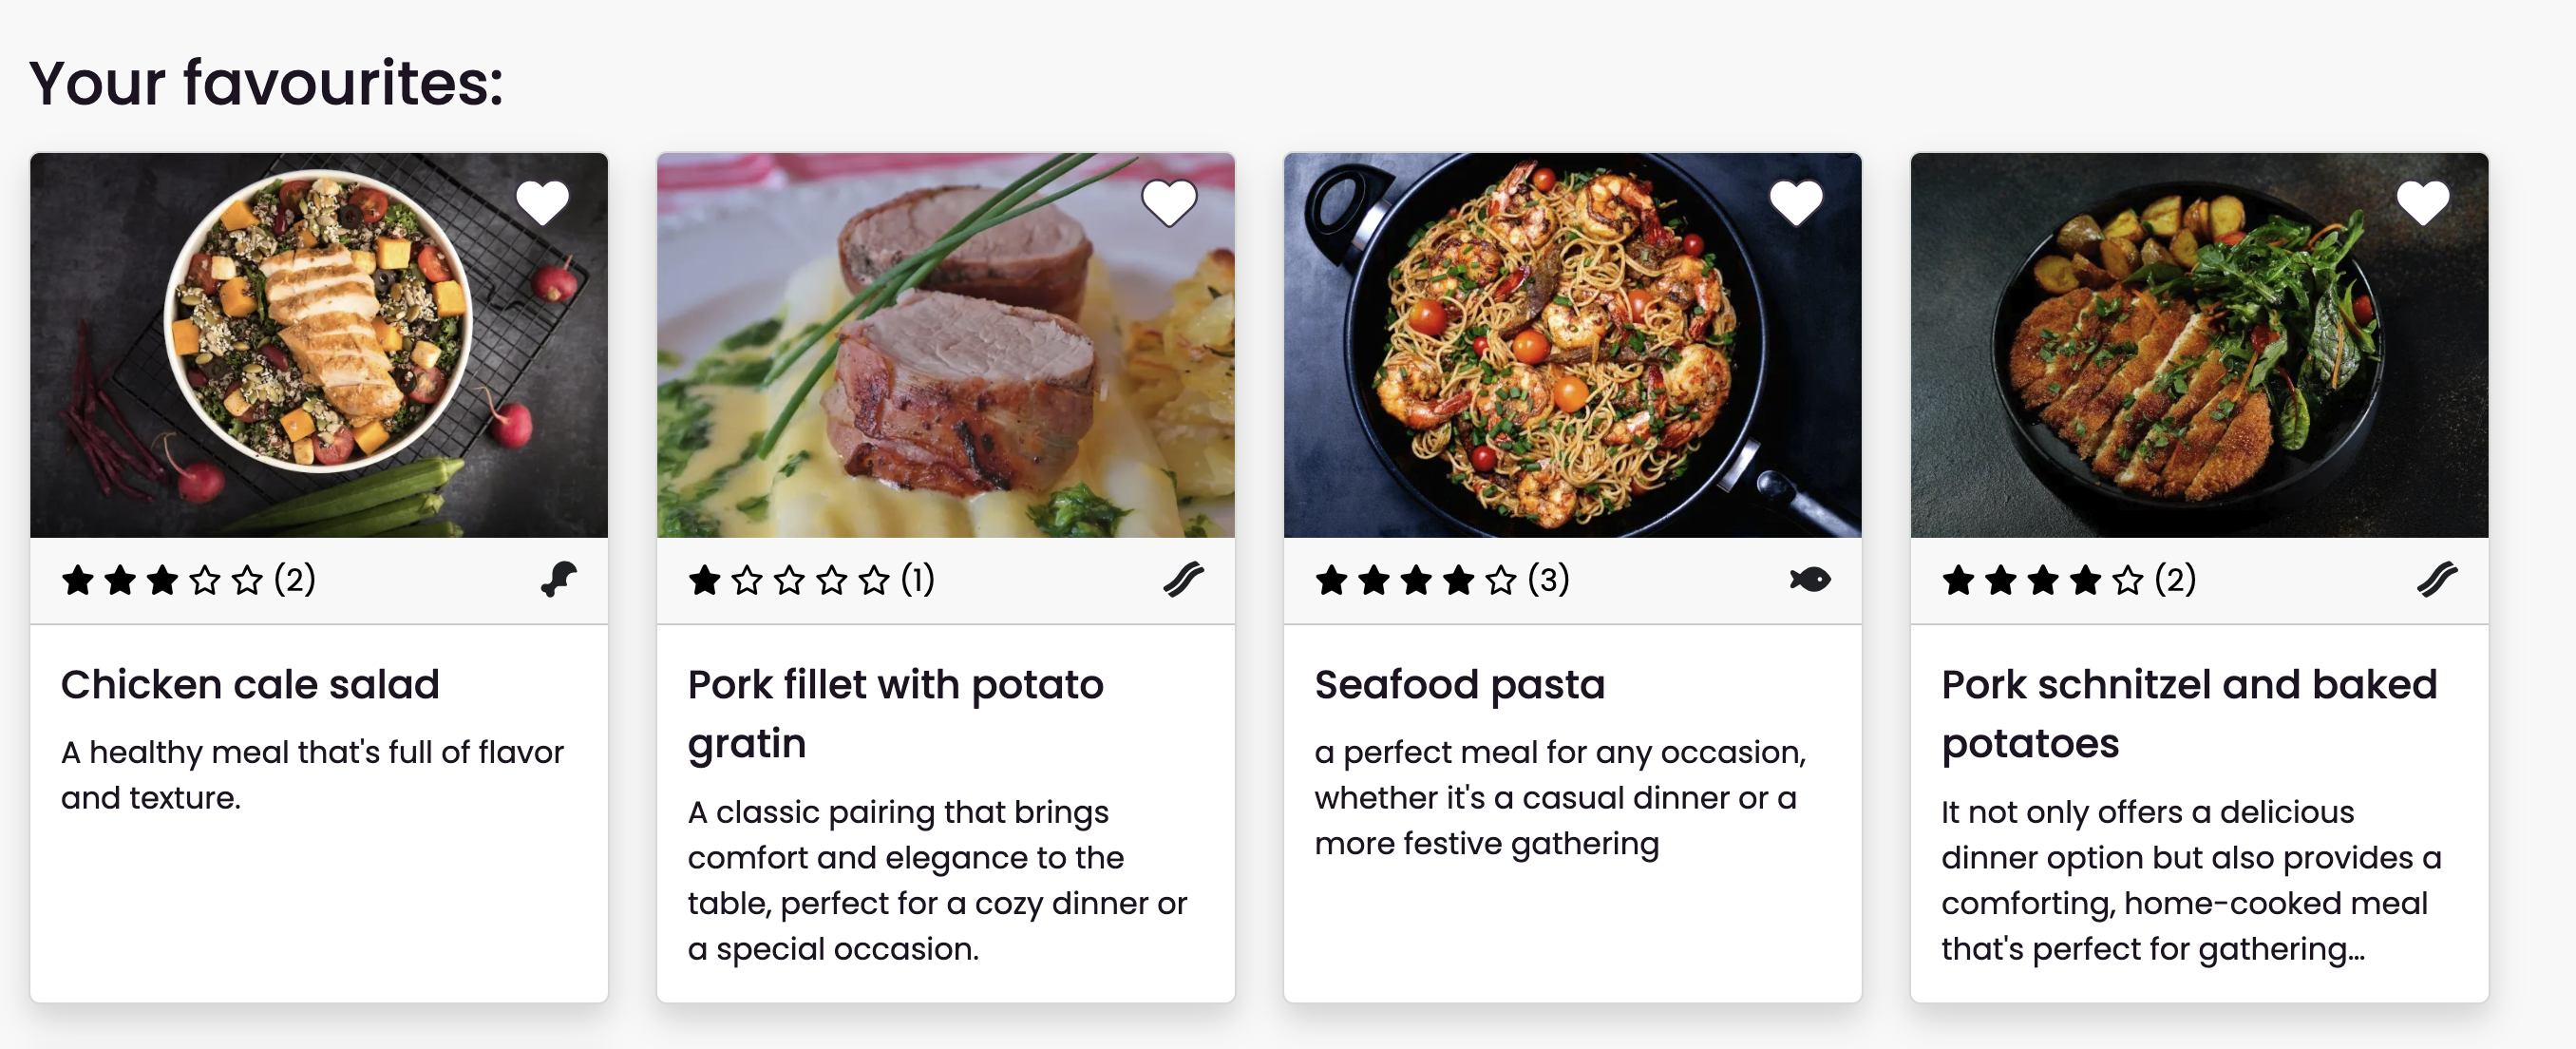 Your favourites:
(2)
Chicken cale salad
A healthy meal that's full of flavor
and texture.
(1)
Pork fillet with potato
gratin
A classic pairing that brings
comfort and elegance to the
table, perfect for a cozy dinner or
a special occasion.
(3)
Seafood pasta
a perfect meal for any occasion,
whether it's a casual dinner or a
more festive gathering
(2)
Pork schnitzel and baked
potatoes
It not only offers a delicious
dinner option but also provides a
comforting, home-cooked meal
that's perfect for gathering...